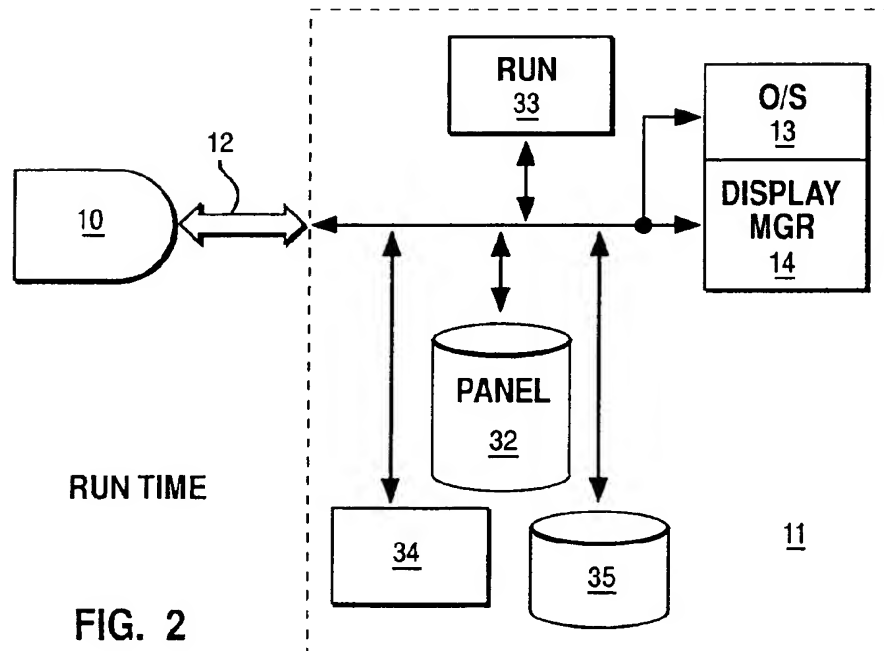 RUN
33
O/S
13
12
10
DISPLAY
MGR
14
PANEL
32
RUN TIME
34
35
11
FIG. 2